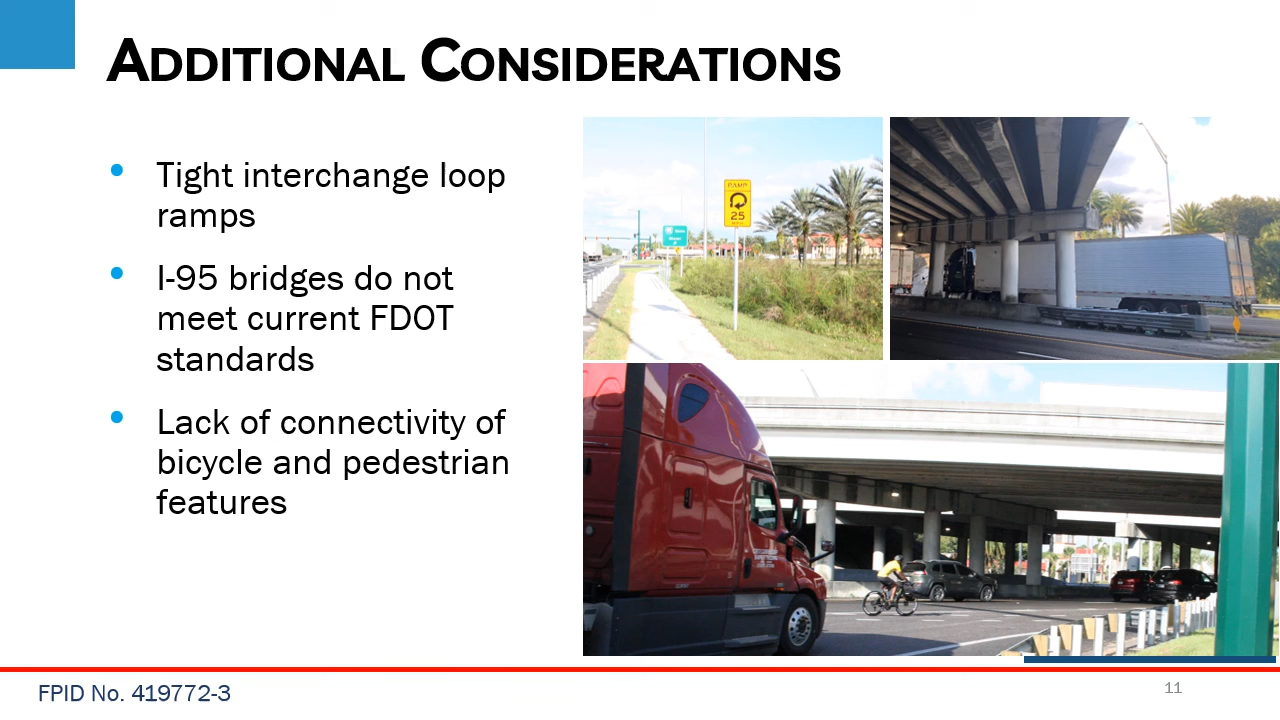 ADDITIONAL CONSIDERATIONS
• Tight interchange loop
ramps
• I-95 bridges do not
meet current FDOT
standards
• Lack of connectivity of
bicycle and pedestrian
features
RAMP
25
FPID No. 419772-3
11